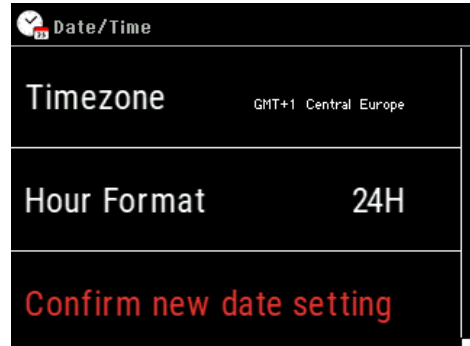 Date/Time
Timezone GMT+1 Central Europe
Hour Format 24H
Confirm new date setting